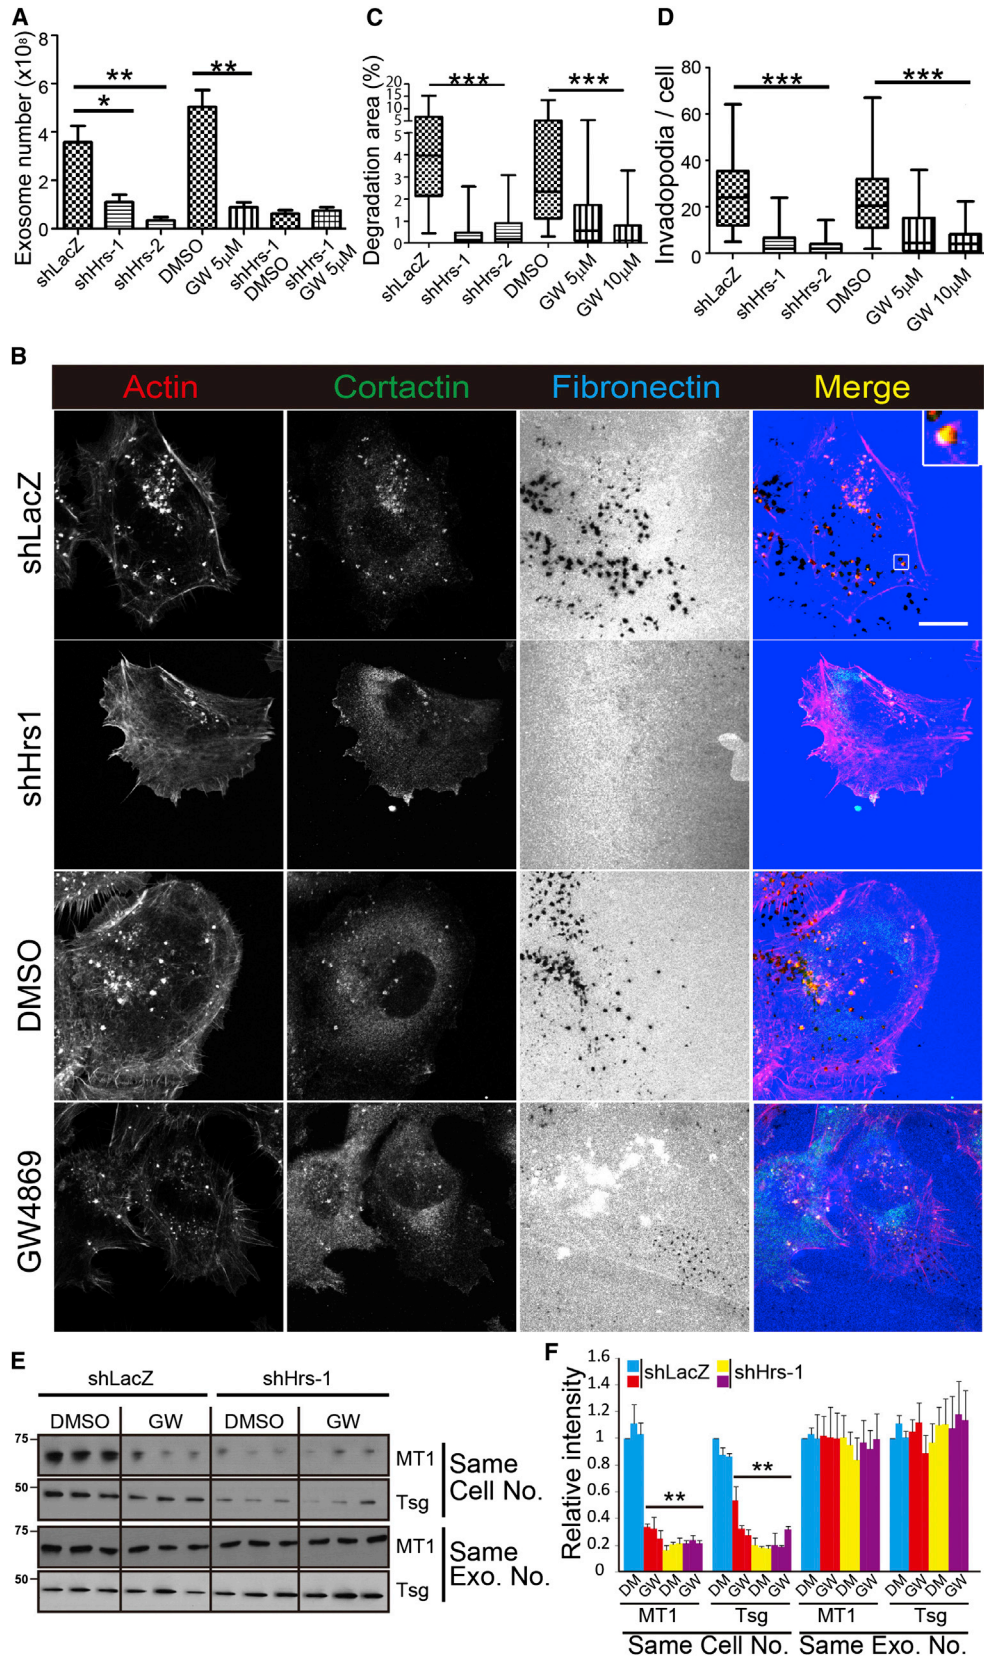 A
Exosome number (x10⁸)
8
6
4
2
0
**
*
**
shLacZ
shHrs-1
shHrs-2
DMSO
GW 5μM
shHrs-1 DMSO
shHrs-1 GW 5μM
C
Degradation area (%)
20
15
10
5
4
3
2
1
0
***
***
shLacZ
shHrs-1
shHrs-2
DMSO
GW 5μM
GW 10μM
D
Invadopodia / cell
80
60
40
20
0
***
***
shLacZ
shHrs-1
shHrs-2
DMSO
GW 5μM
GW 10μM
B
Actin Cortactin Fibronectin Merge
shLacZ
shHrs1
DMSO
GW4869
E
shLacZ shHrs-1
DMSO GW DMSO GW
75 MT1
50 Tsg
Same Cell No.
75 MT1
50 Tsg
Same Exo. No.
F
Relative intensity
1.6
1.4
1.2
1
0.8
0.6
0.4
0.2
0
shLacZ shHrs-1
**
**
DM GW DM GW DM GW DM GW DM GW DM GW DM GW DM GW
MT1 Tsg MT1 Tsg
Same Cell No. Same Exo. No.